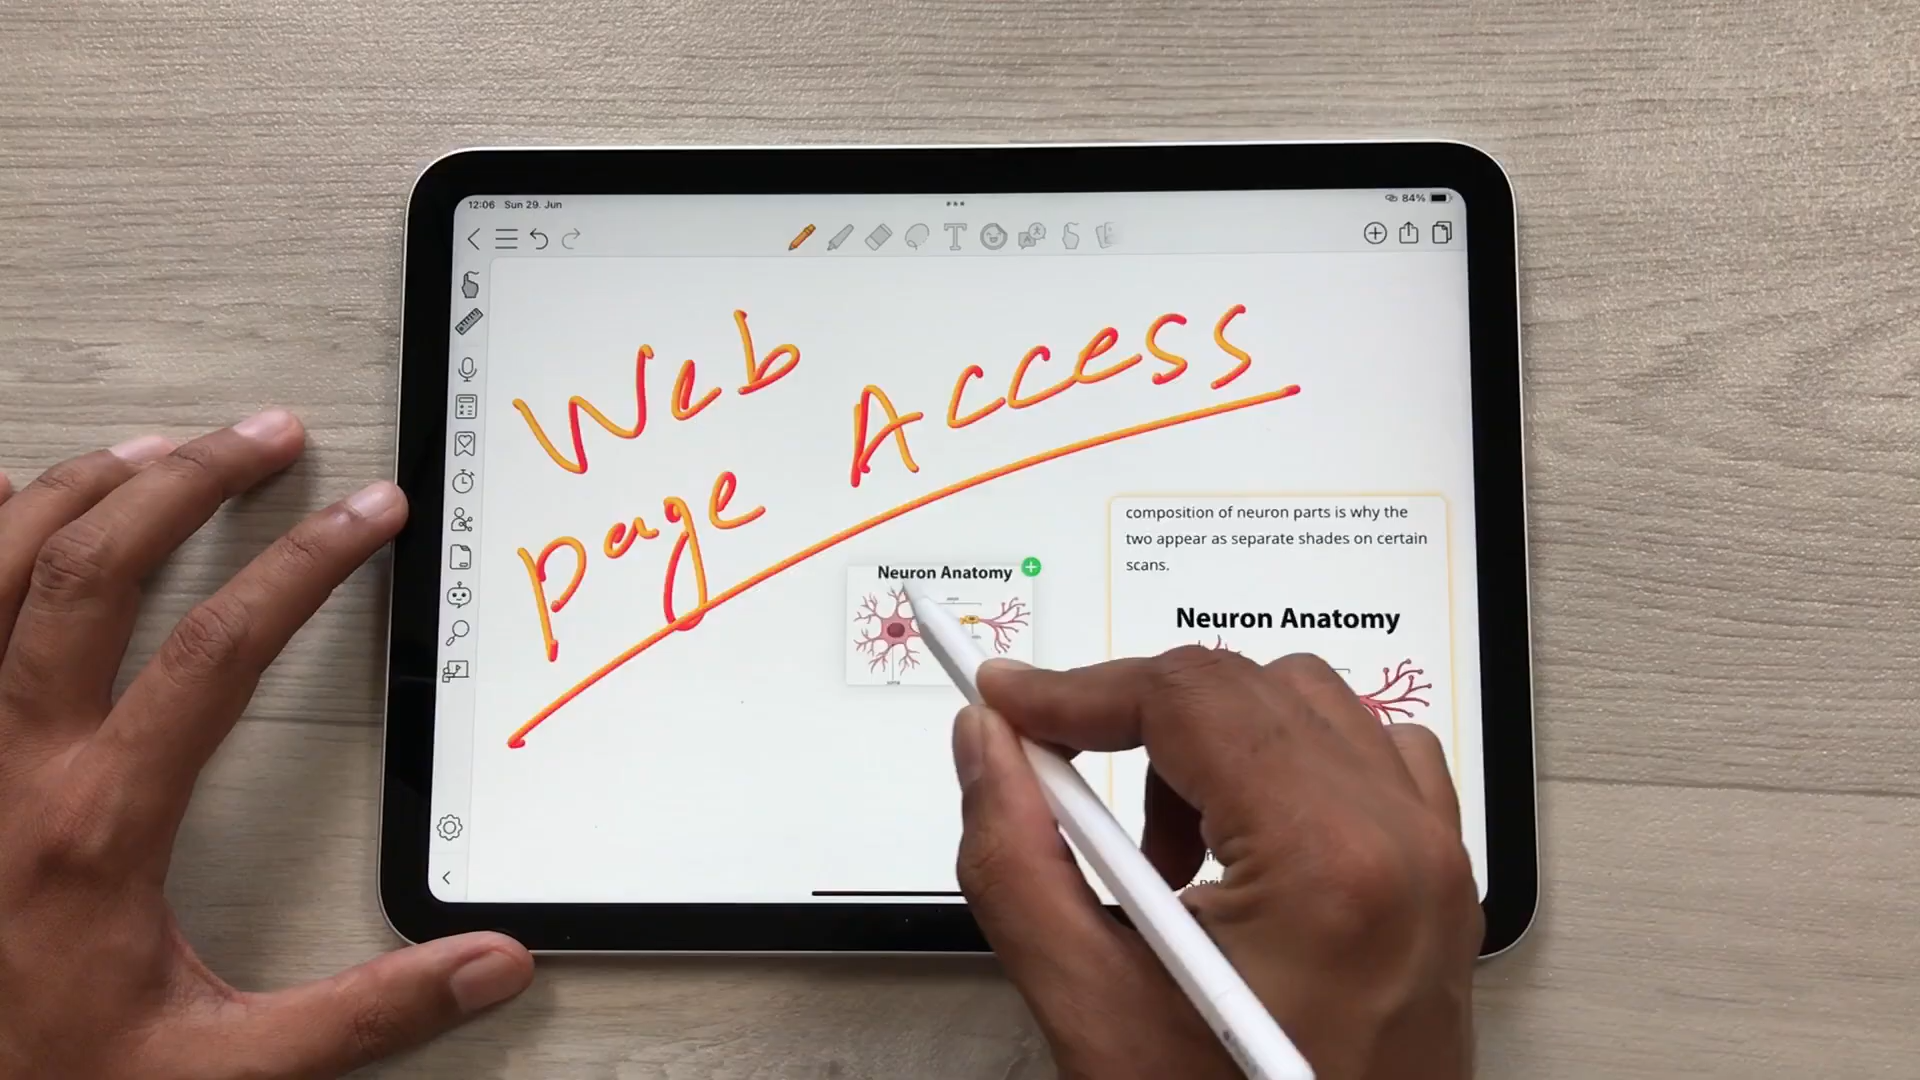 12:06 Sun 29. Jun
84%
Web Access
page
composition of neuron parts is why the
two appear as separate shades on certain
scans.
Neuron Anatomy
Neuron Anatomy